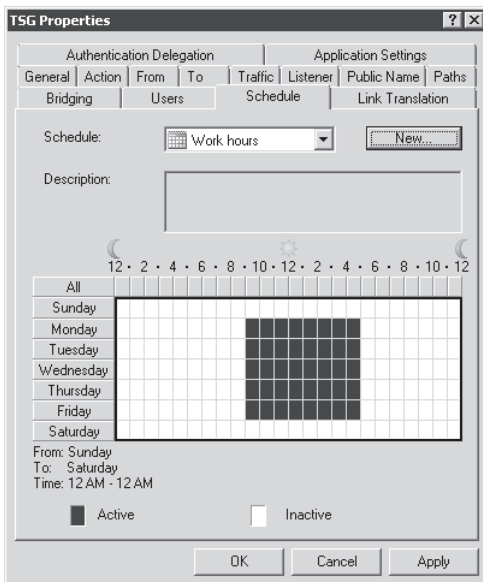 TSG Properties
? X
Authentication Delegation Application Settings
General Action From To Traffic Listener Public Name Paths
Bridging Users Schedule Link Translation
Schedule: Work hours New...
Description:
12 · 2 · 4 · 6 · 8 · 10 · 12 · 2 · 4 · 6 · 8 · 10 · 12
All
Sunday
Monday
Tuesday
Wednesday
Thursday
Friday
Saturday
From: Sunday
To: Saturday
Time: 12 AM - 12 AM
Active Inactive
OK Cancel Apply